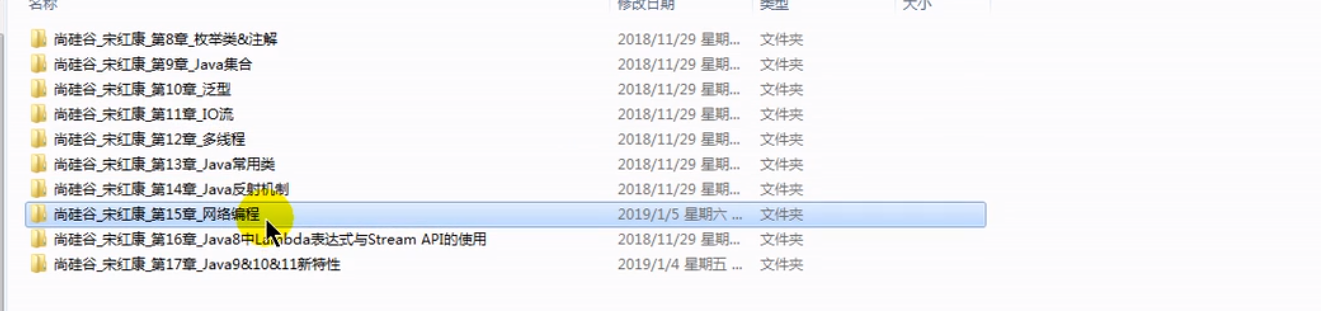 名称 修改日期 类型 大小
尚硅谷_宋红康_第8章_枚举类&注解 2018/11/29 星期... 文件夹
尚硅谷_宋红康_第9章_Java集合 2018/11/29 星期... 文件夹
尚硅谷_宋红康_第10章_泛型 2018/11/29 星期... 文件夹
尚硅谷_宋红康_第11章_IO流 2018/11/29 星期... 文件夹
尚硅谷_宋红康_第12章_多线程 2018/11/29 星期... 文件夹
尚硅谷_宋红康_第13章_Java常用类 2018/11/29 星期... 文件夹
尚硅谷_宋红康_第14章_Java反射机制 2018/11/29 星期... 文件夹
尚硅谷_宋红康_第15章_网络编程 2019/1/5 星期六 ... 文件夹
尚硅谷_宋红康_第16章_Java8中Lambda表达式与Stream API的使用 2018/11/29 星期... 文件夹
尚硅谷_宋红康_第17章_Java9&10&11新特性 2019/1/4 星期五 ... 文件夹